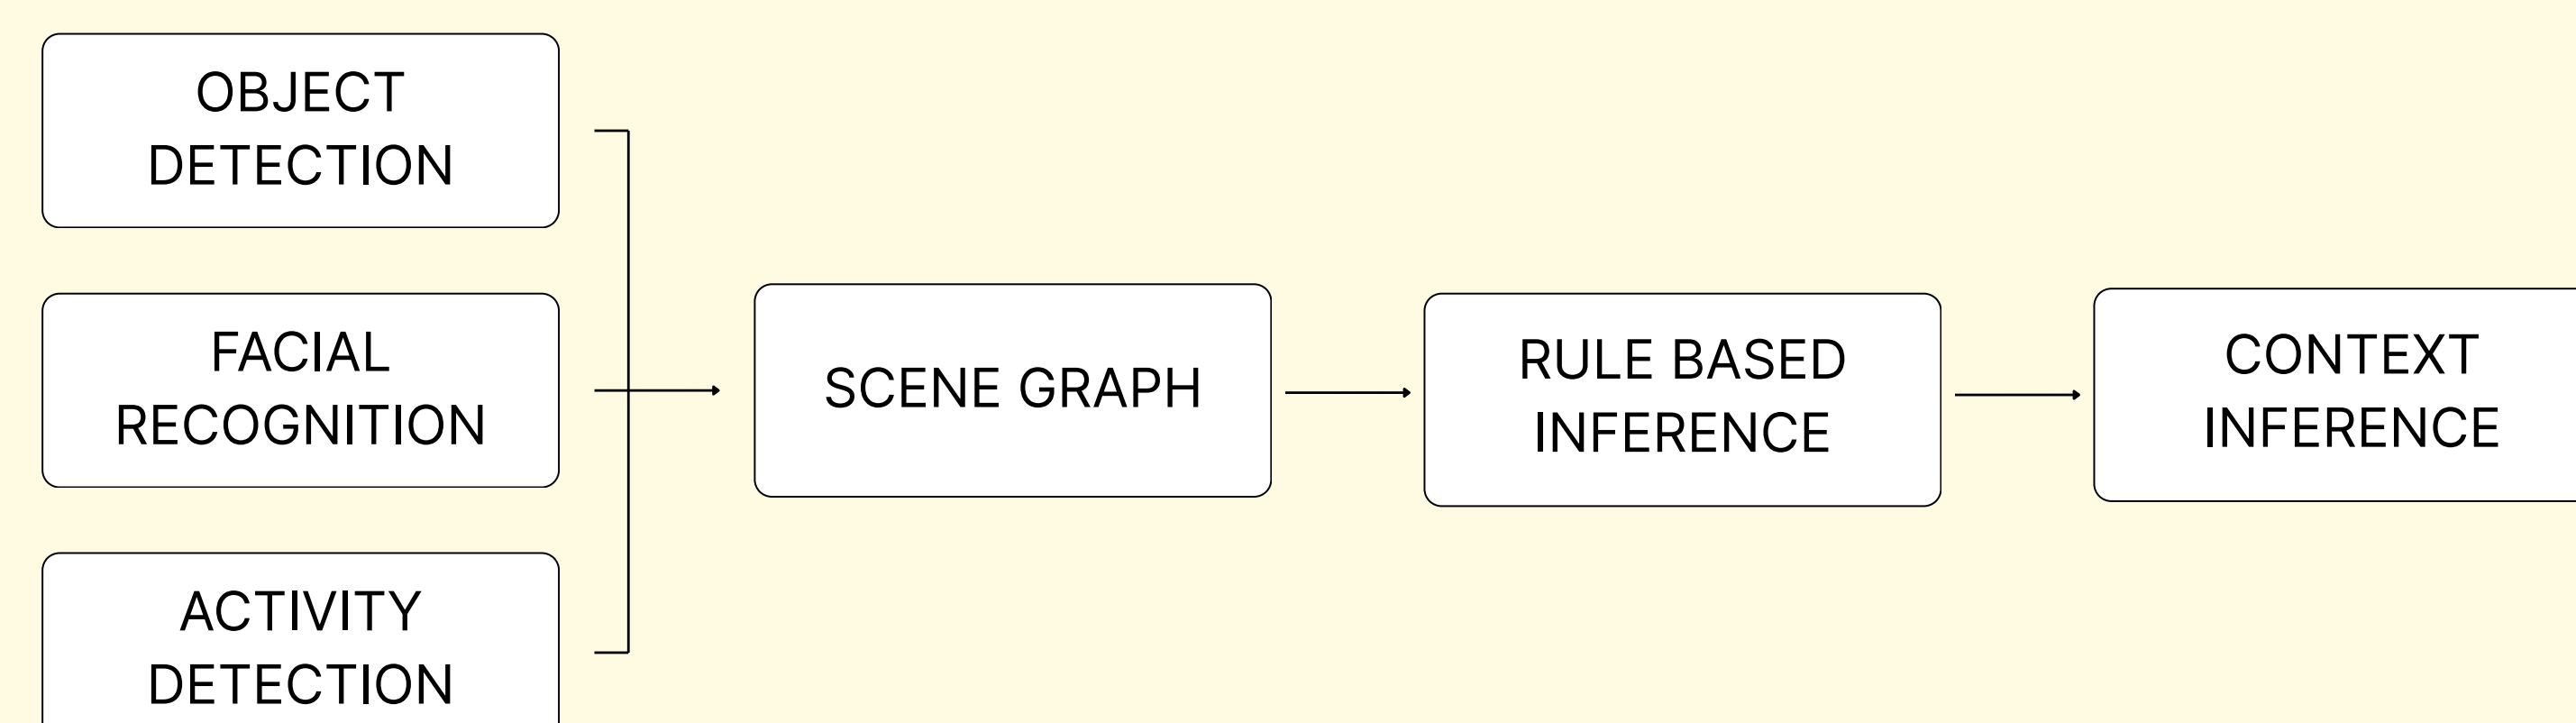 OBJECT
DETECTION
FACIAL
RECOGNITION
ACTIVITY
DETECTION
SCENE GRAPH
RULE BASED
INFERENCE
CONTEXT
INFERENCE